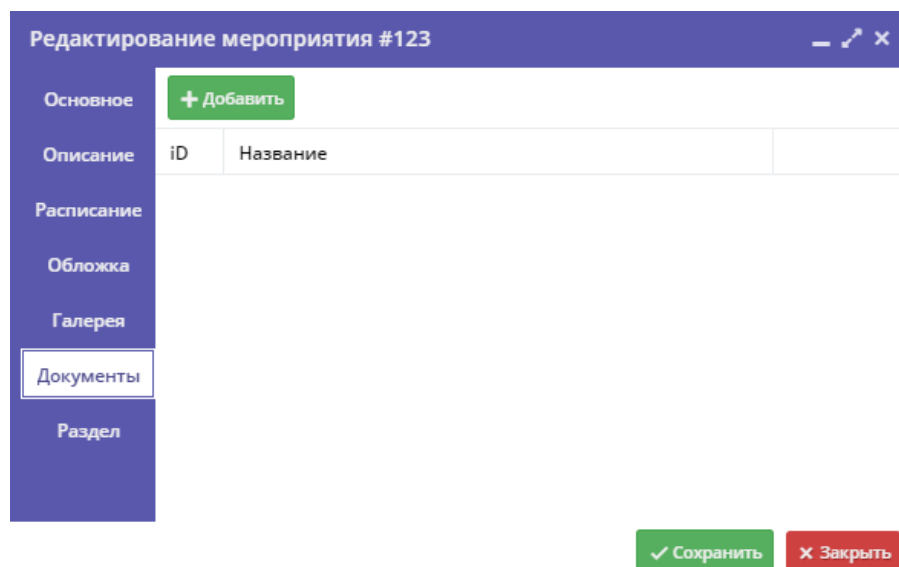 Редактирование мероприятия #123
Основное
Добавить
Описание
iD Название
Расписание
Обложка
Галерея
Документы
Раздел
Сохранить
Закрыть